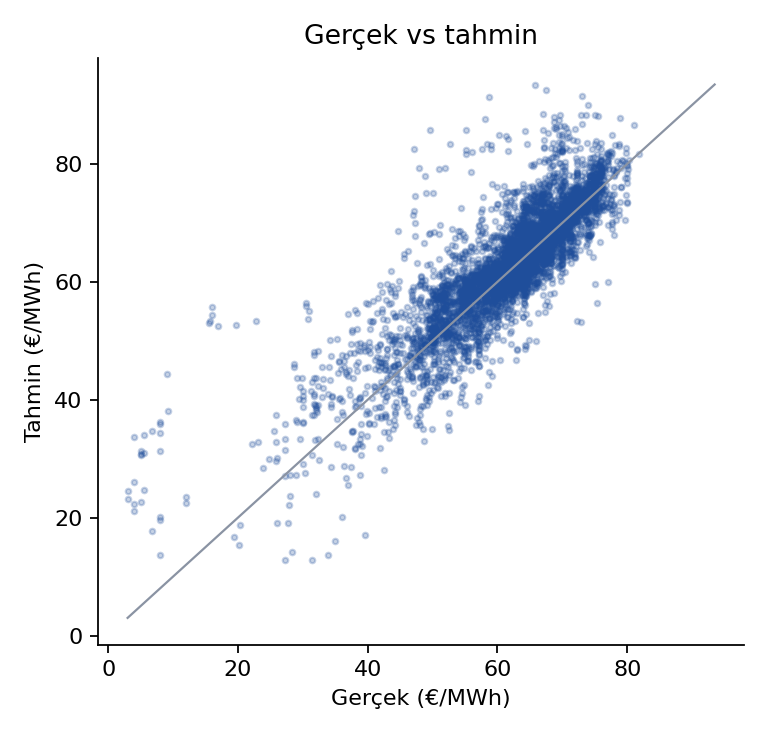 Gerçek vs tahmin
Tahmin (€/MWh)
80
60
40
20
0
0 20 40 60 80
Gerçek (€/MWh)